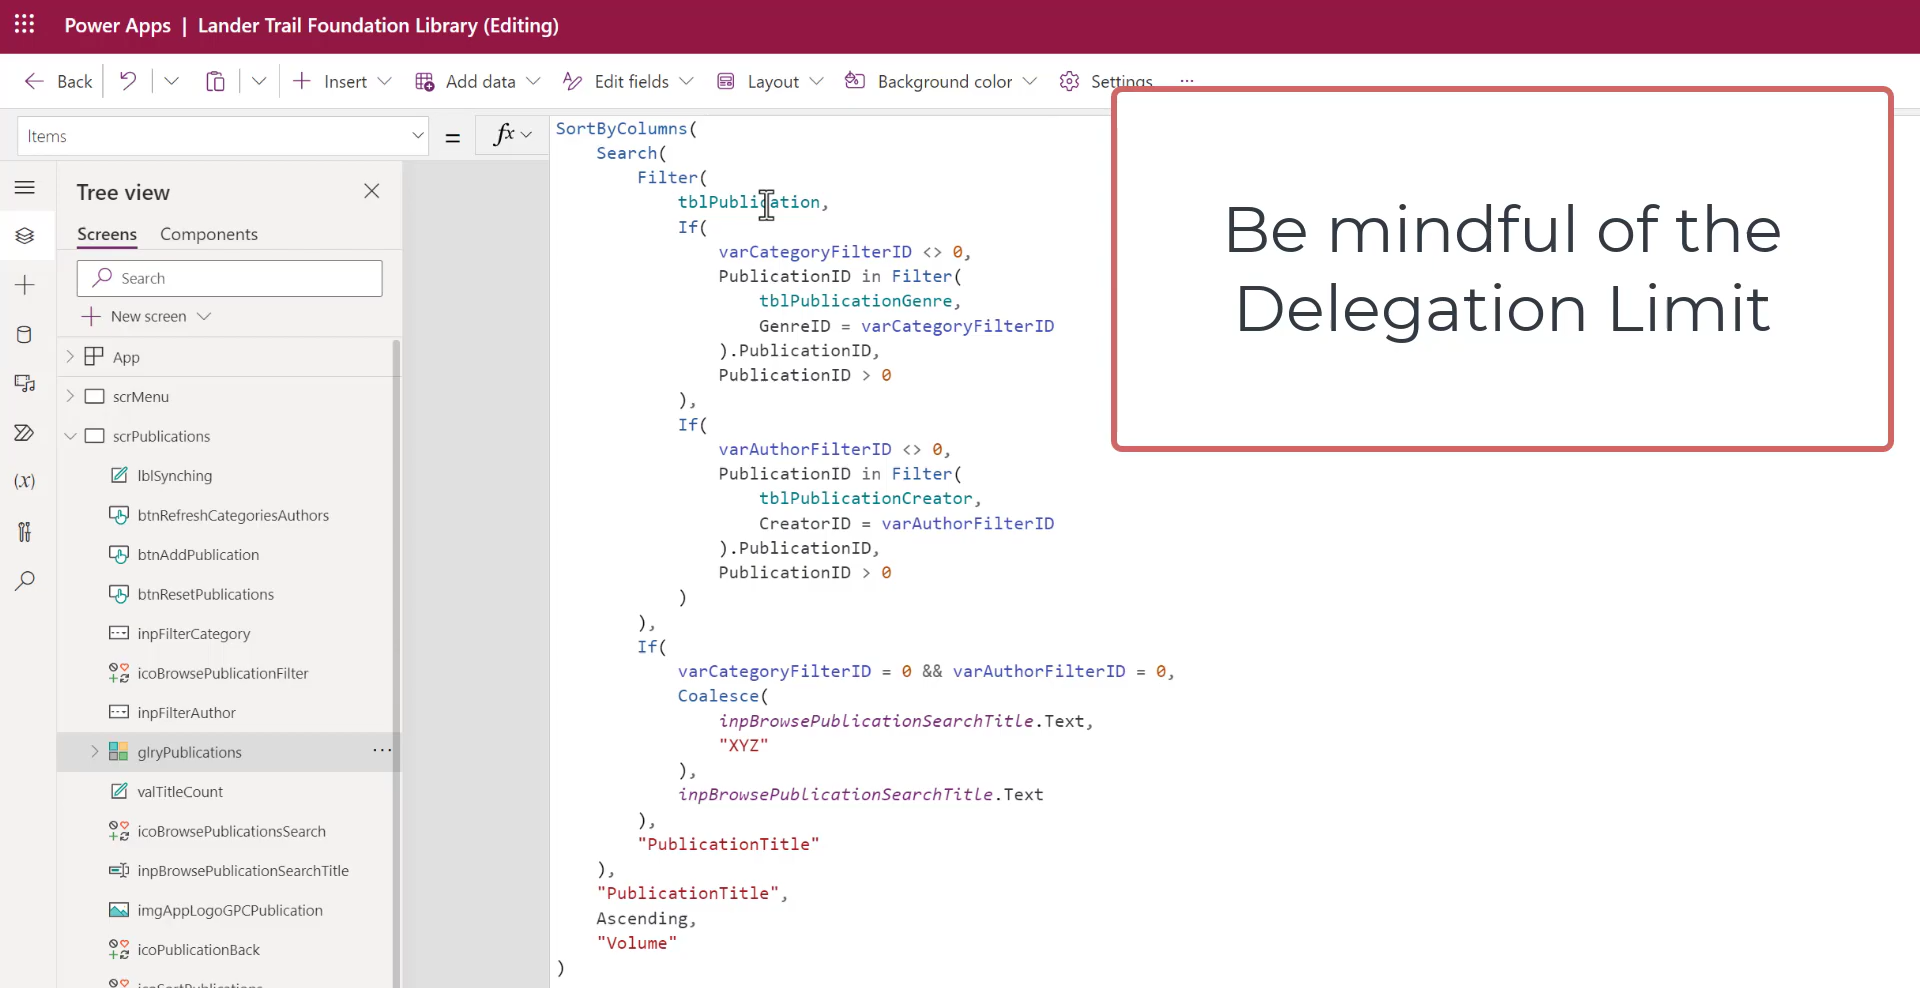 Power Apps | Lander Trail Foundation Library (Editing)
Back Insert Add data Edit fields Layout Background color Settings ...
Items = fx
Tree view
Screens Components
Search
New screen
App
scrMenu
scrPublications
lblSynching
btnRefreshCategoriesAuthors
btnAddPublication
btnResetPublications
inpFilterCategory
icoBrowsePublicationFilter
inpFilterAuthor
glryPublications ...
valTitleCount
icoBrowsePublicationsSearch
inpBrowsePublicationSearchTitle
imgAppLogoGPCPublication
icoPublicationBack
(x)
SortByColumns(
Search(
Filter(
tblPublication,
If(
varCategoryFilterID <> 0,
PublicationID in Filter(
tblPublicationGenre,
GenreID = varCategoryFilterID
).PublicationID,
PublicationID > 0
),
If(
varAuthorFilterID <> 0,
PublicationID in Filter(
tblPublicationCreator,
CreatorID = varAuthorFilterID
).PublicationID,
PublicationID > 0
)
),
If(
varCategoryFilterID = 0 && varAuthorFilterID = 0,
Coalesce(
inpBrowsePublicationSearchTitle.Text,
"XYZ"
),
inpBrowsePublicationSearchTitle.Text
),
"PublicationTitle"
),
"PublicationTitle",
Ascending,
"Volume"
)
Be mindful of the
Delegation Limit